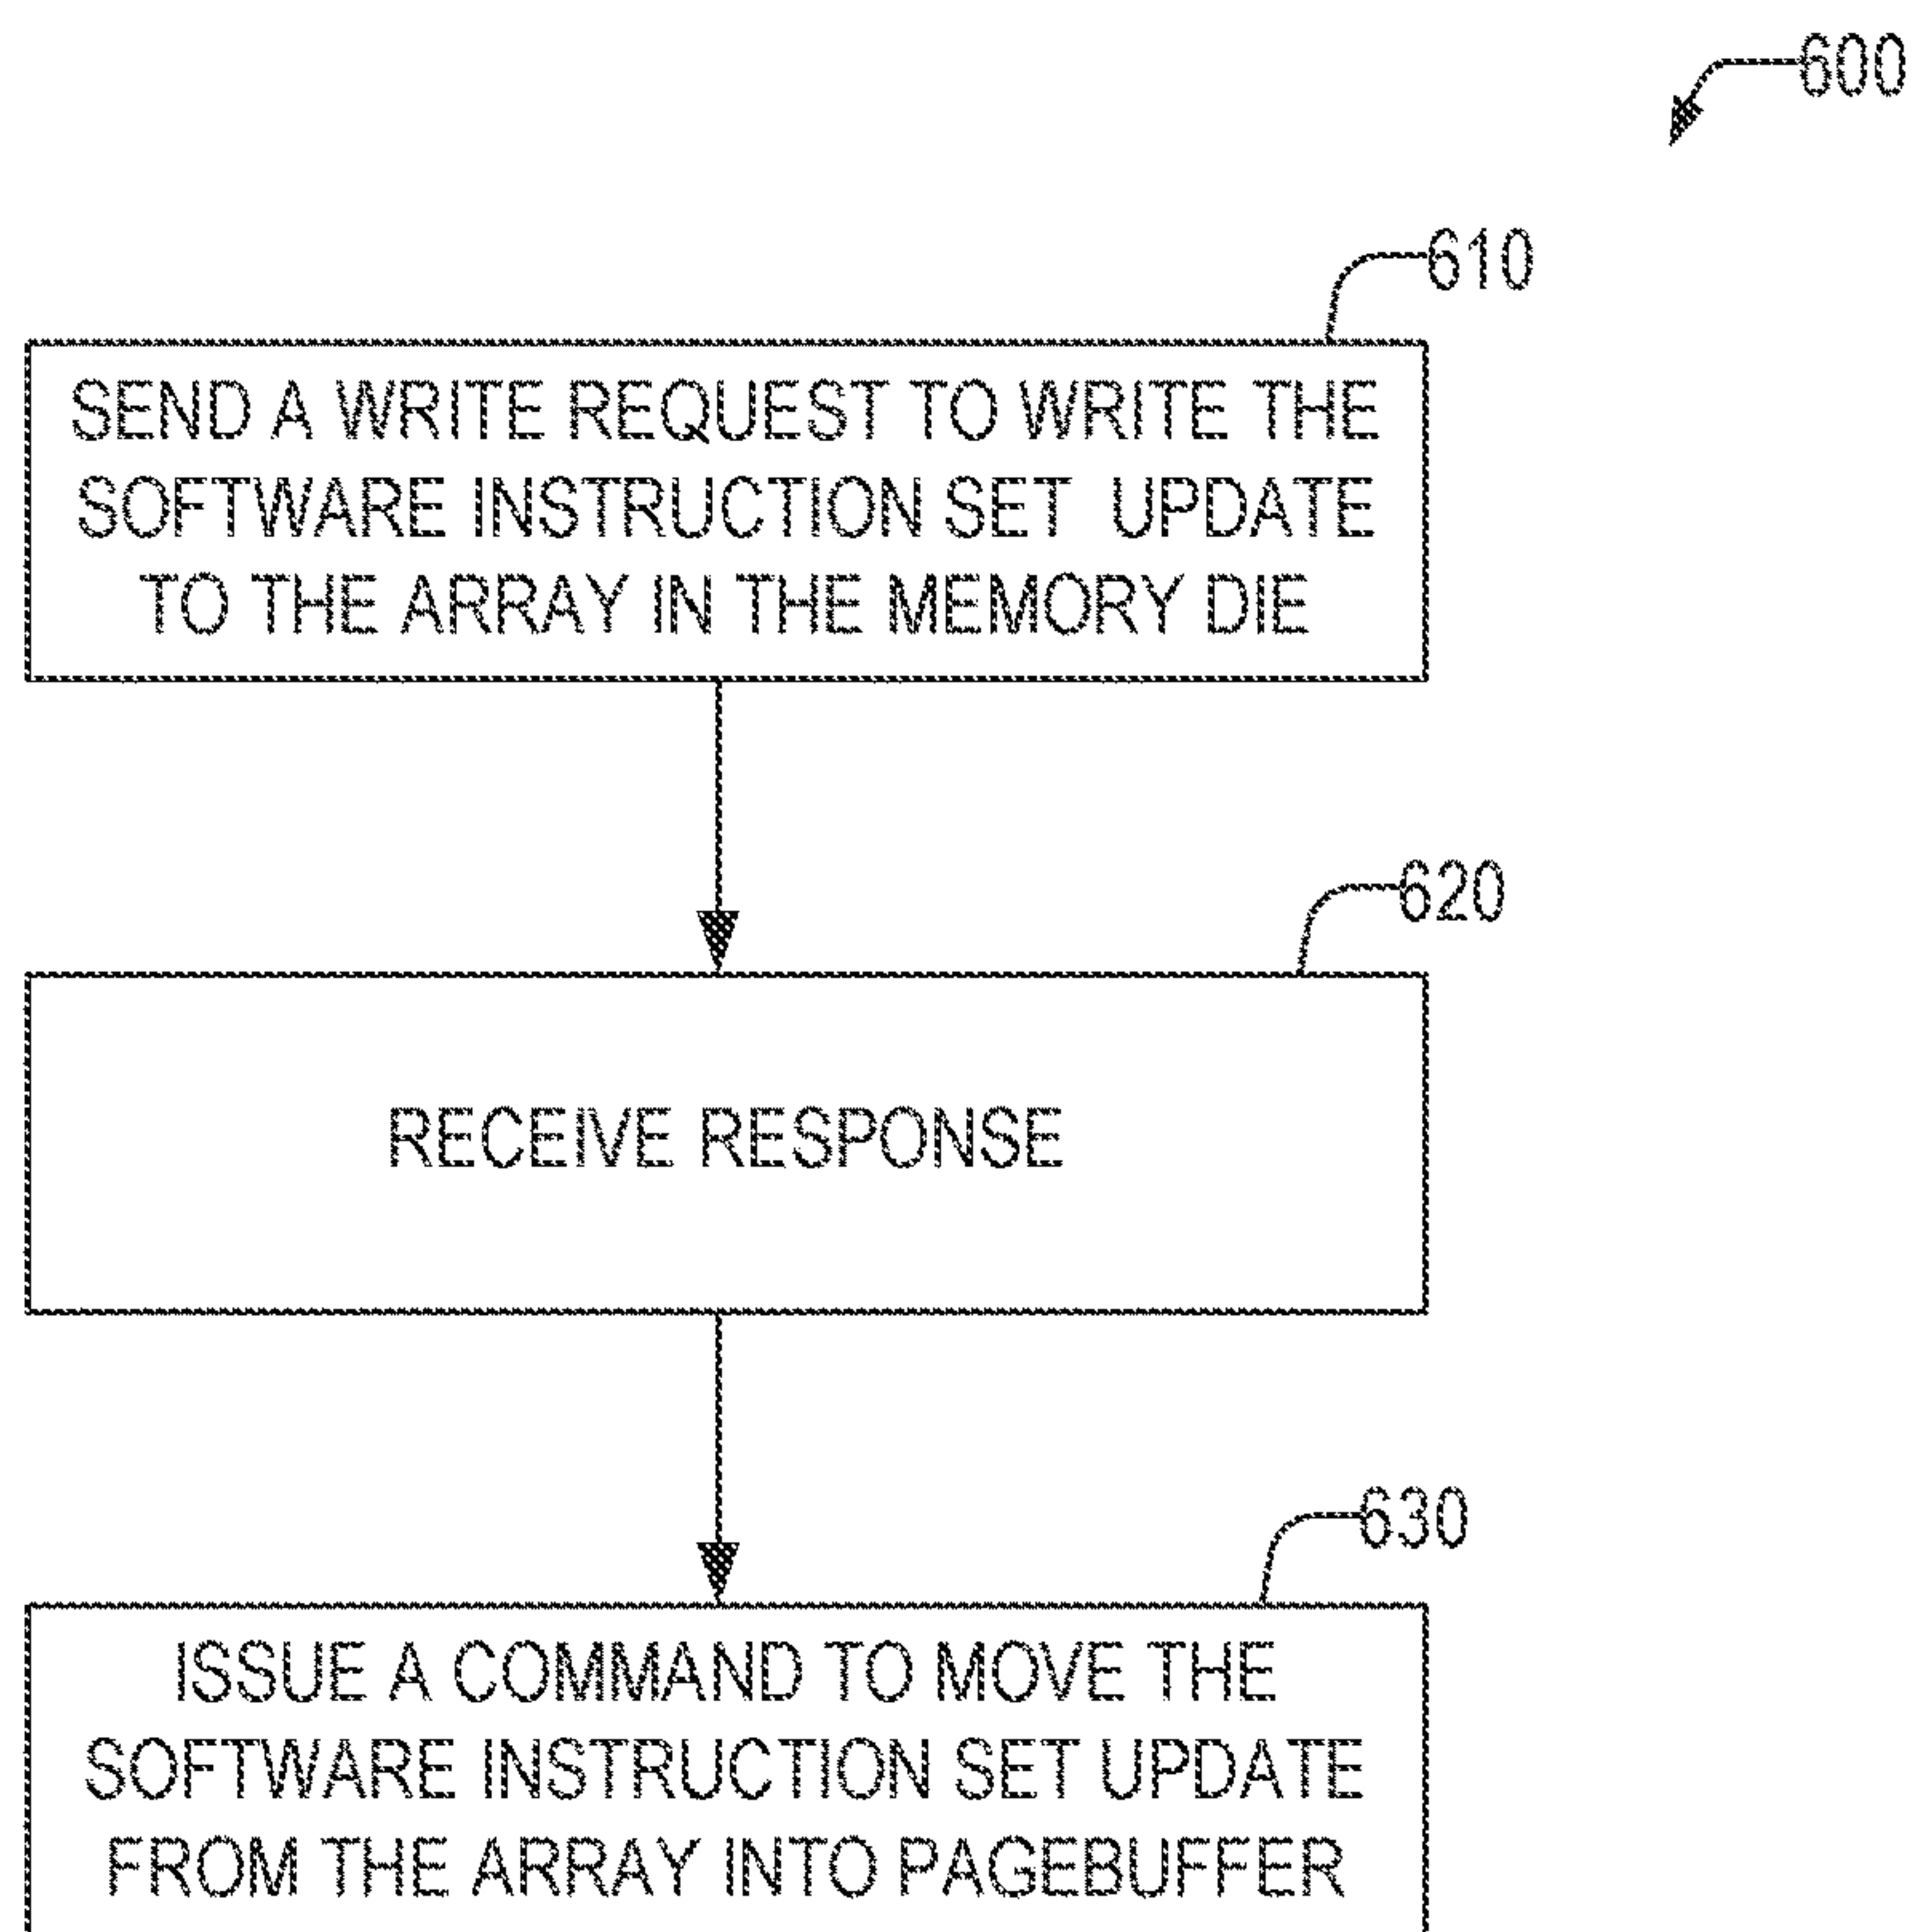 600
610
SEND A WRITE REQUEST TO WRITE THE
SOFTWARE INSTRUCTION SET UPDATE
TO THE ARRAY IN THE MEMORY DIE
620
RECEIVE RESPONSE
630
ISSUE A COMMAND TO MOVE THE
SOFTWARE INSTRUCTION SET UPDATE
FROM THE ARRAY INTO PAGEBUFFER